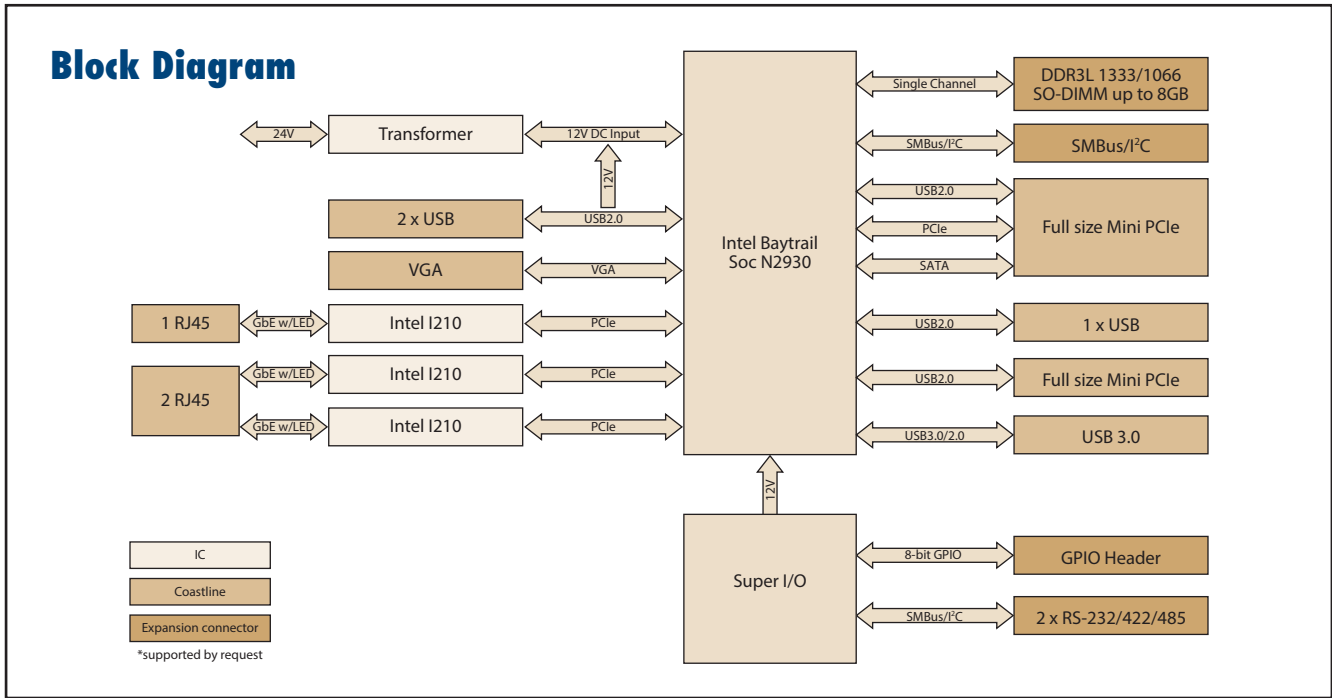 Block Diagram
24V
Transformer
12V DC Input
12V
2 x USB
USB2.0
VGA
VGA
1 RJ45
GbE w/LED
Intel I210
PCIe
2 RJ45
GbE w/LED
Intel I210
PCIe
GbE w/LED
Intel I210
PCIe
Intel Baytrail
Soc N2930
Single Channel
DDR3L 1333/1066
SO-DIMM up to 8GB
SMBus/I²C
SMBus/I²C
USB2.0
PCIe
SATA
Full size Mini PCIe
USB2.0
1 x USB
USB2.0
Full size Mini PCIe
USB3.0/2.0
USB 3.0
12V
Super I/O
8-bit GPIO
GPIO Header
SMBus/I²C
2 x RS-232/422/485
IC
Coastline
Expansion connector
*supported by request